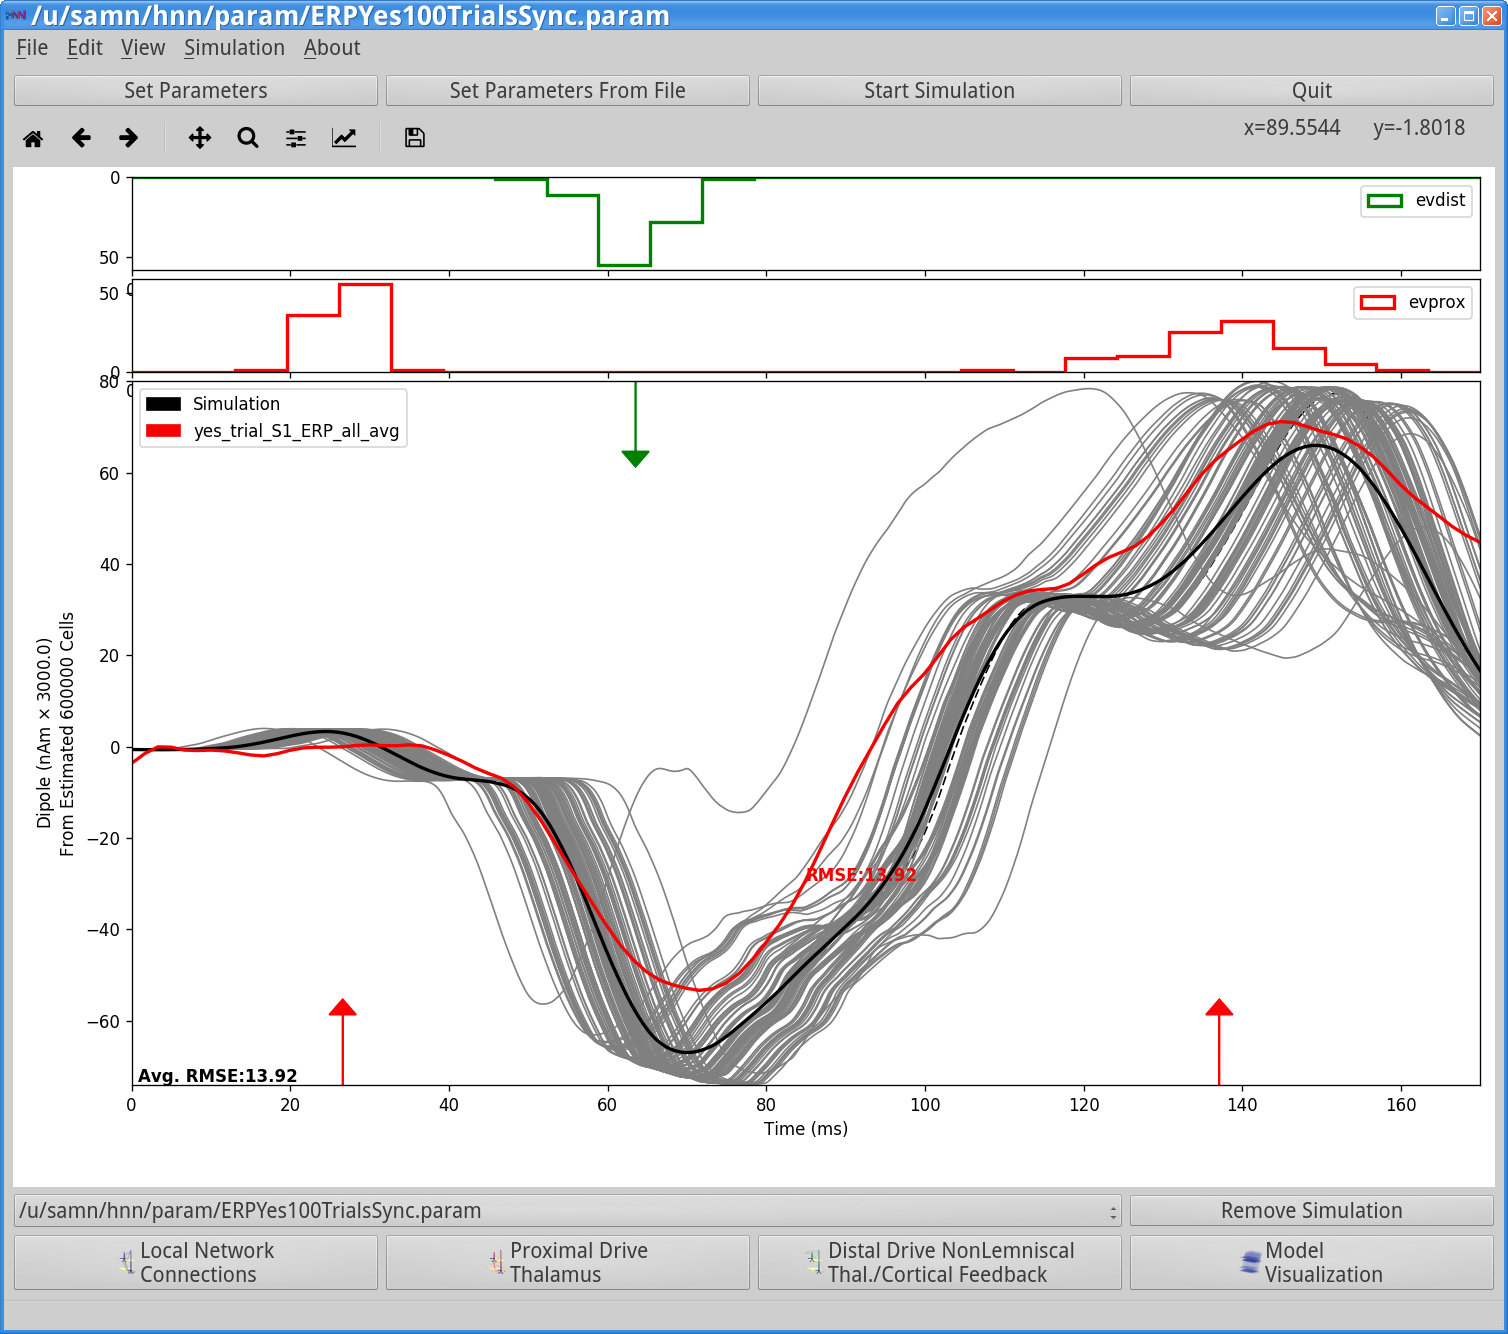 HNN /u/samn/hnn/param/ERPYes100TrialsSync.param
File Edit View Simulation About
Set Parameters Set Parameters From File Start Simulation Quit
x=89.5544 y=-1.8018
0
50
evdist
50
0
evprox
80
60
40
20
0
−20
−40
−60
Simulation
yes_trial_S1_ERP_all_avg
Dipole (nAm × 3000.0)
From Estimated 600000 Cells
RMSE:13.92
Avg. RMSE:13.92
0 20 40 60 80 100 120 140 160
Time (ms)
/u/samn/hnn/param/ERPYes100TrialsSync.param
Remove Simulation
Local Network
Connections
Proximal Drive
Thalamus
Distal Drive NonLemniscal
Thal./Cortical Feedback
Model
Visualization